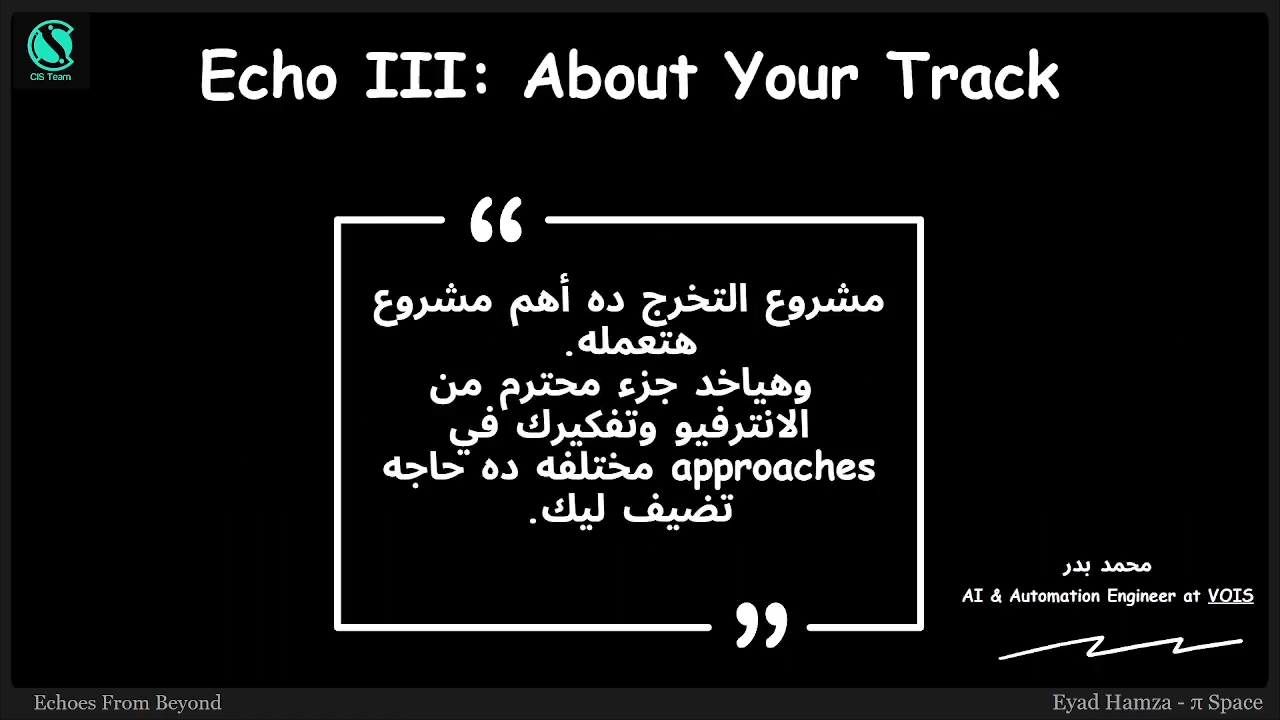 CIS Team
Echo III: About Your Track
“
مشروع التخرج ده أهم مشروع
هتعمله.
وهياخد جزء محترم من
الانترفيو وتفكيرك في
approaches مختلفه ده حاجه
تضيف ليك.
”
محمد بدر
AI & Automation Engineer at VOIS
Echoes From Beyond
Eyad Hamza - π Space